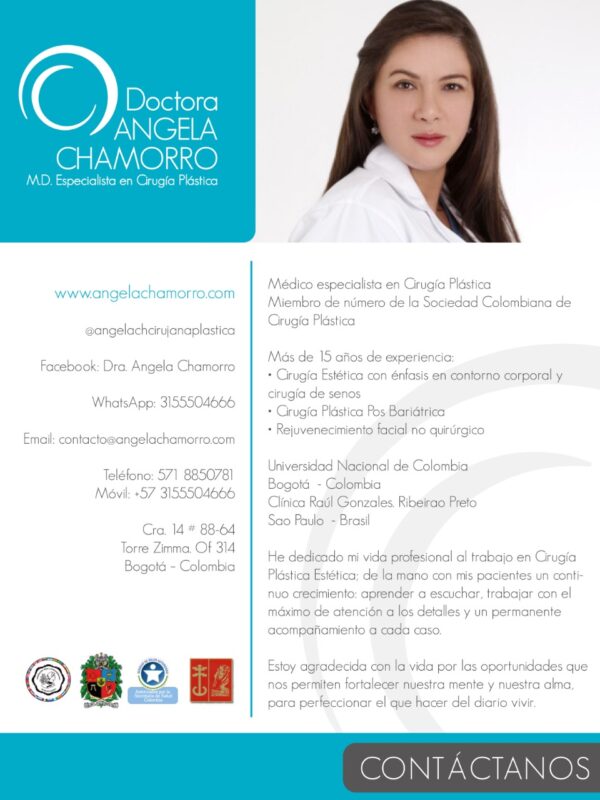 Doctora
ANGELA
CHAMORRO
M.D. Especialista en Cirugía Plástica
www.angelachamorro.com
@angelachcirujanaplastica
Facebook: Dra. Angela Chamorro
WhatsApp: 3155504666
Email: contacto@angelachamorro.com
Teléfono: 571 8850781
Móvil: +57 3155504666
Cra. 14 # 88-64
Torre Zimma, Of 314
Bogotá – Colombia
Médico especialista en Cirugía Plástica
Miembro de número de la Sociedad Colombiana de
Cirugía Plástica
Más de 15 años de experiencia:
• Cirugía Estética con énfasis en contorno corporal y
cirugía de senos
• Cirugía Plástica Pos Bariátrica
• Rejuvenecimiento facial no quirúrgico
Universidad Nacional de Colombia
Bogotá - Colombia
Clínica Raúl Gonzales. Ribeirao Preto
Sao Paulo - Brasil
He dedicado mi vida profesional al trabajo en Cirugía
Plástica Estética; de la mano con mis pacientes un conti-
nuo crecimiento: aprender a escuchar, trabajar con el
máximo de atención a los detalles y un permanente
acompañamiento a cada caso.
Estoy agradecida con la vida por las oportunidades que
nos permiten fortalecer nuestra mente y nuestra alma,
para perfeccionar el que hacer del diario vivir.
CONTÁCTANOS